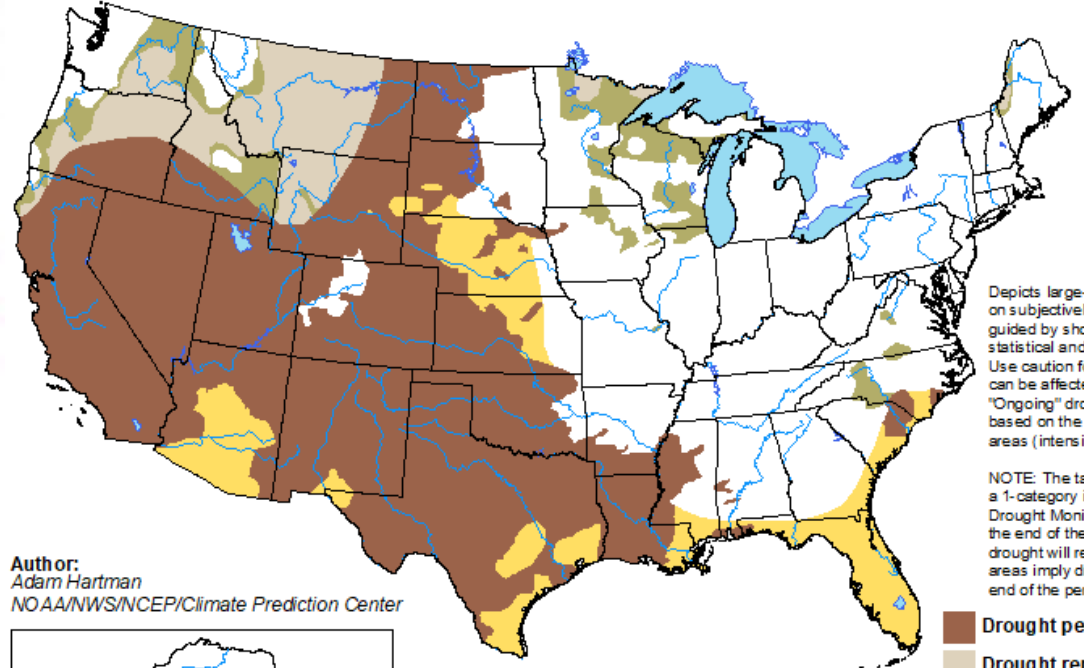 Depicts large-
on subjectivel
guided by sho
statistical and
Use caution fo
can be affecte
"Ongoing" dro
based on the
areas (intensi
NOTE: The ta
a 1-category i
Drought Moni
the end of the
drought will re
areas imply d
end of the pe
Author:
Adam Hartman
NOAA/NWS/NCEP/Climate Prediction Center
Drought pe
Drought re